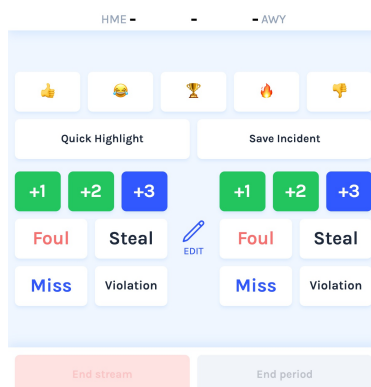 HME - - - AWY
Quick Highlight Save Incident
+1 +2 +3 +1 +2 +3
Foul Steal Foul Steal
EDIT
Miss Violation Miss Violation
End stream End period